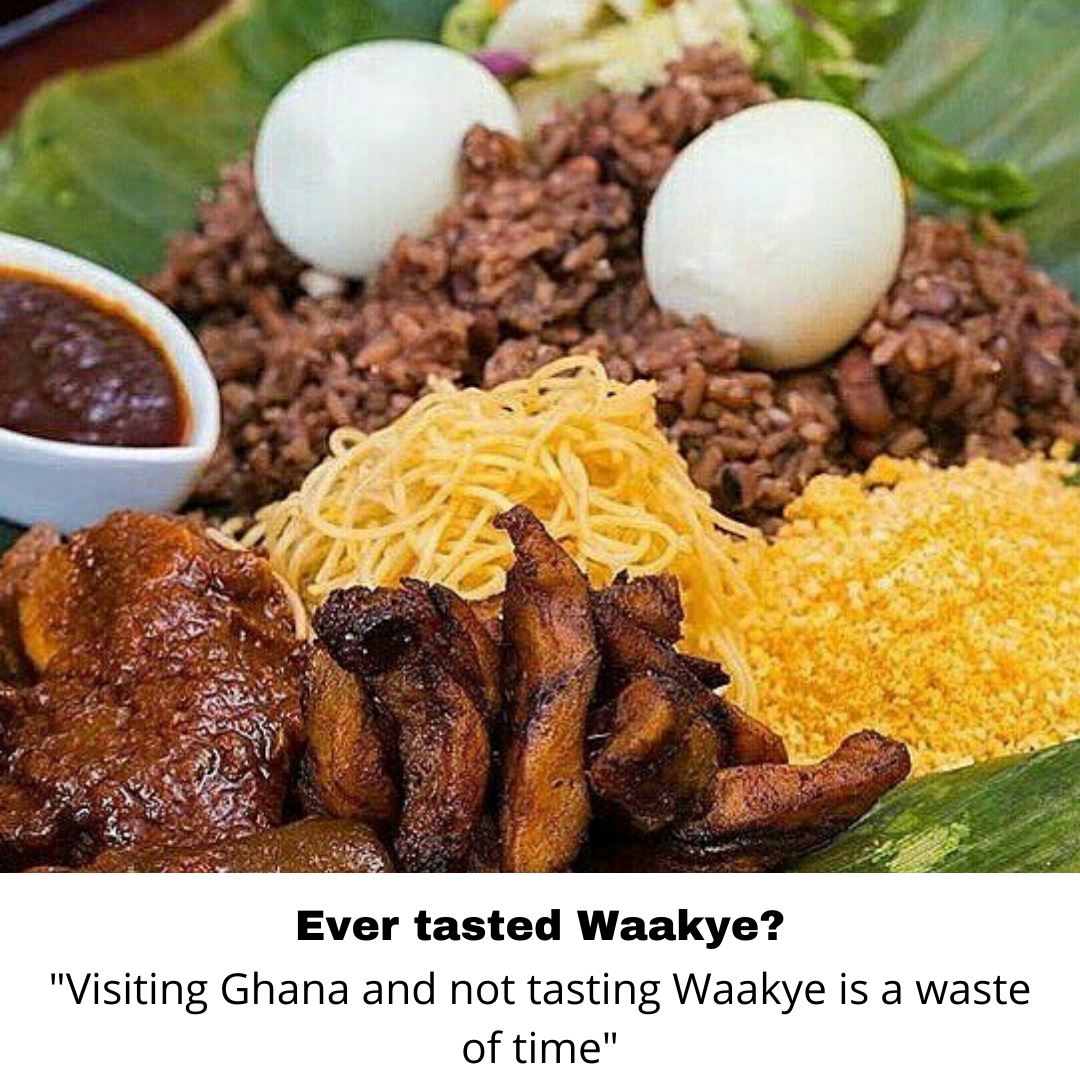 Ever tasted Waakye?
"Visiting Ghana and not tasting Waakye is a waste
of time"